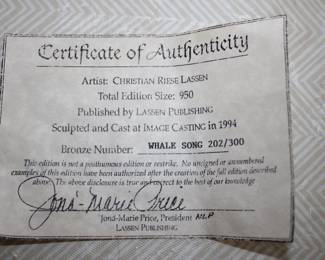 Certificate of Authenticity
Artist: Christian Riese Lassen
Total Edition Size: 950
Published by Lassen Publishing
Sculpted and Cast at Image Casting in 1994
Bronze Number: WHALE SONG 202/300
This edition is not a posthumous edition or restrike. No unsigned or unnumbered
examples of this edition have been authorized after the creation of the full edition described
above. The above disclosure is true and respect to the best of our knowledge
Joná-Marie Price
Joná-Marie Price, President
Lassen Publishing